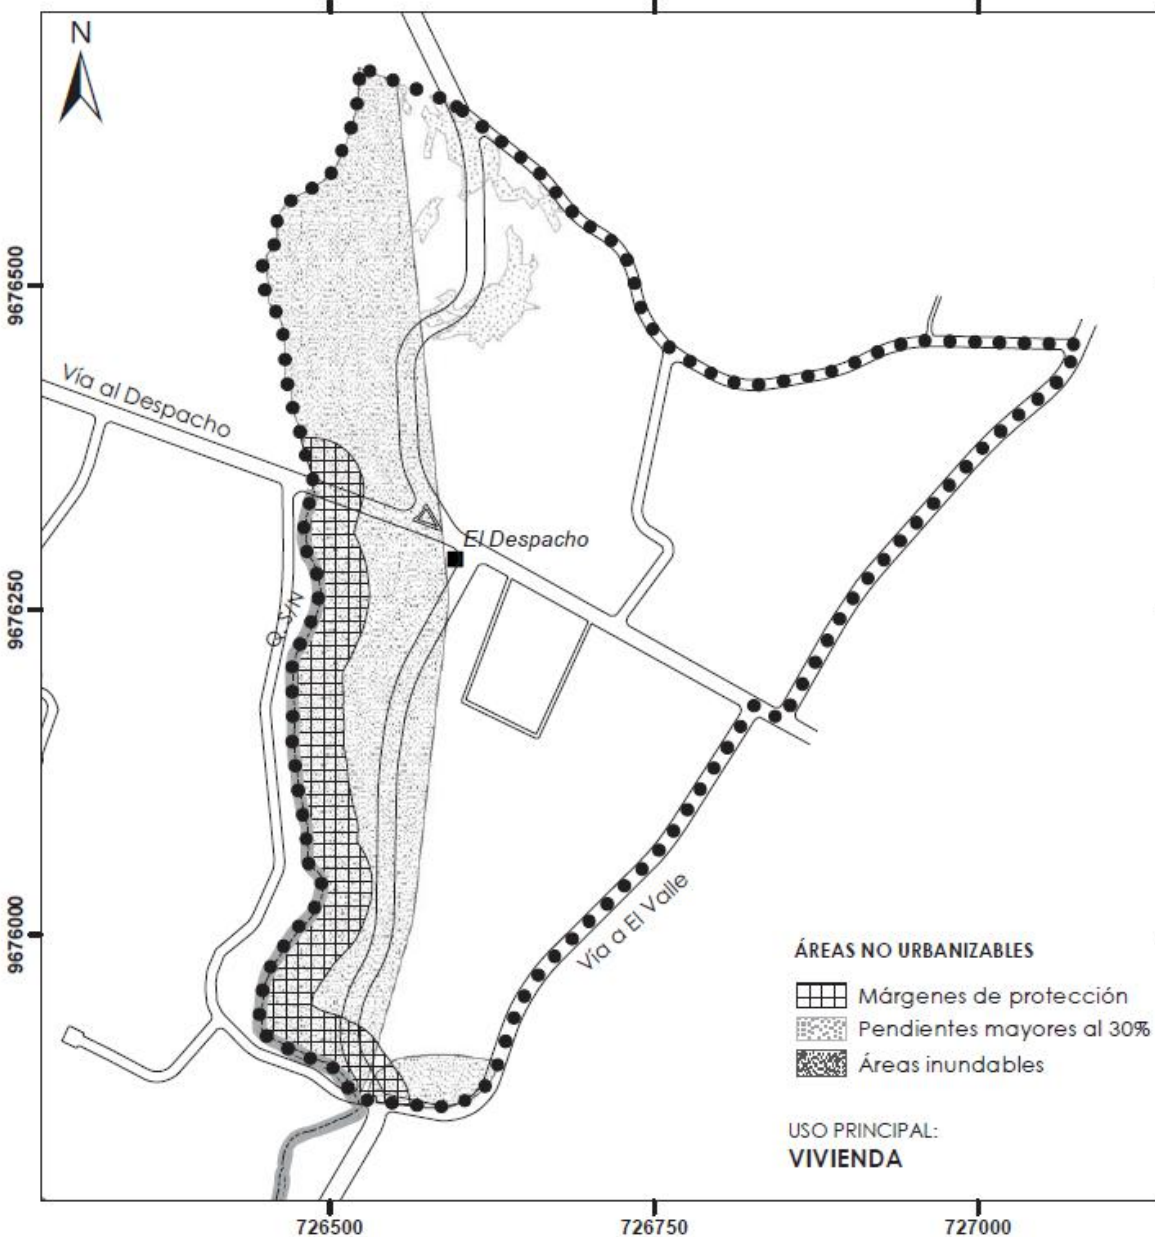 N
9676500
Vía al Despacho
El Despacho
9676250
N/S/Q
Vía a El Valle
9676000
ÁREAS NO URBANIZABLES
Márgenes de protección
Pendientes mayores al 30%
Áreas inundables
USO PRINCIPAL:
VIVIENDA
726500
726750
727000